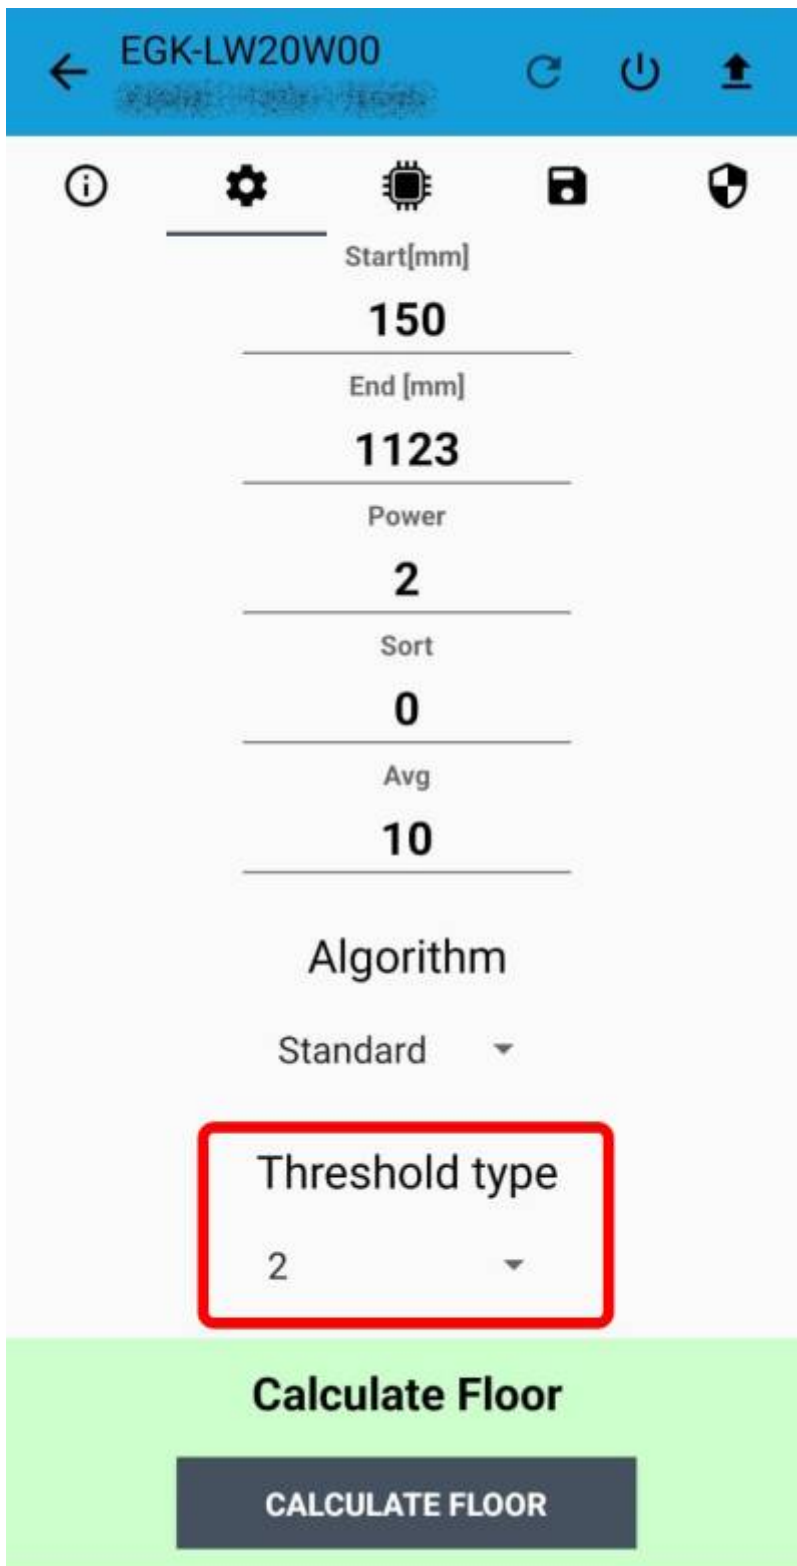 EGK-LW20W00
Start[mm]
150
End [mm]
1123
Power
2
Sort
0
Avg
10
Algorithm
Standard
Threshold type
2
Calculate Floor
CALCULATE FLOOR